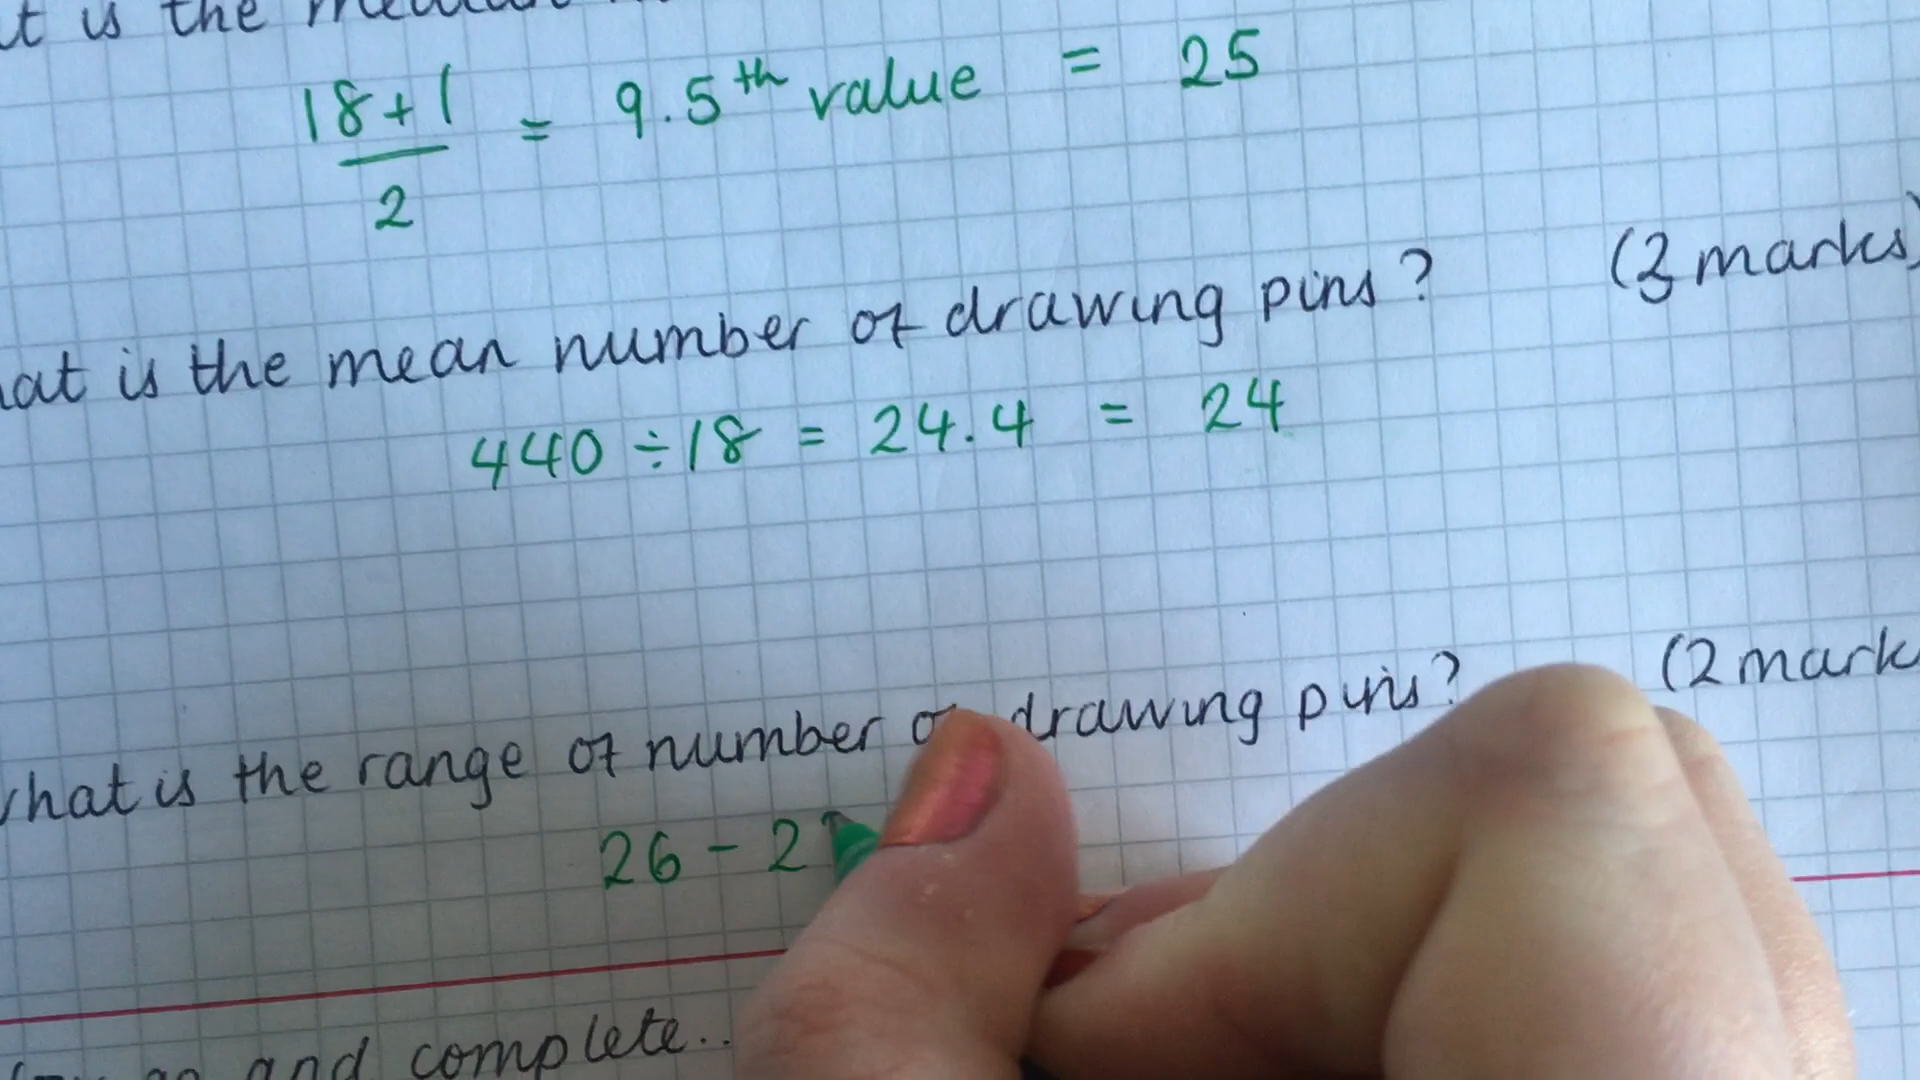 is the
18+1 = 9.5th value = 25
2
at is the mean number of drawing pins? (3 marks)
440 ÷ 18 = 24.4 = 24
hat is the range of number drawing pins? (2 mark
26 - 2
and complete..